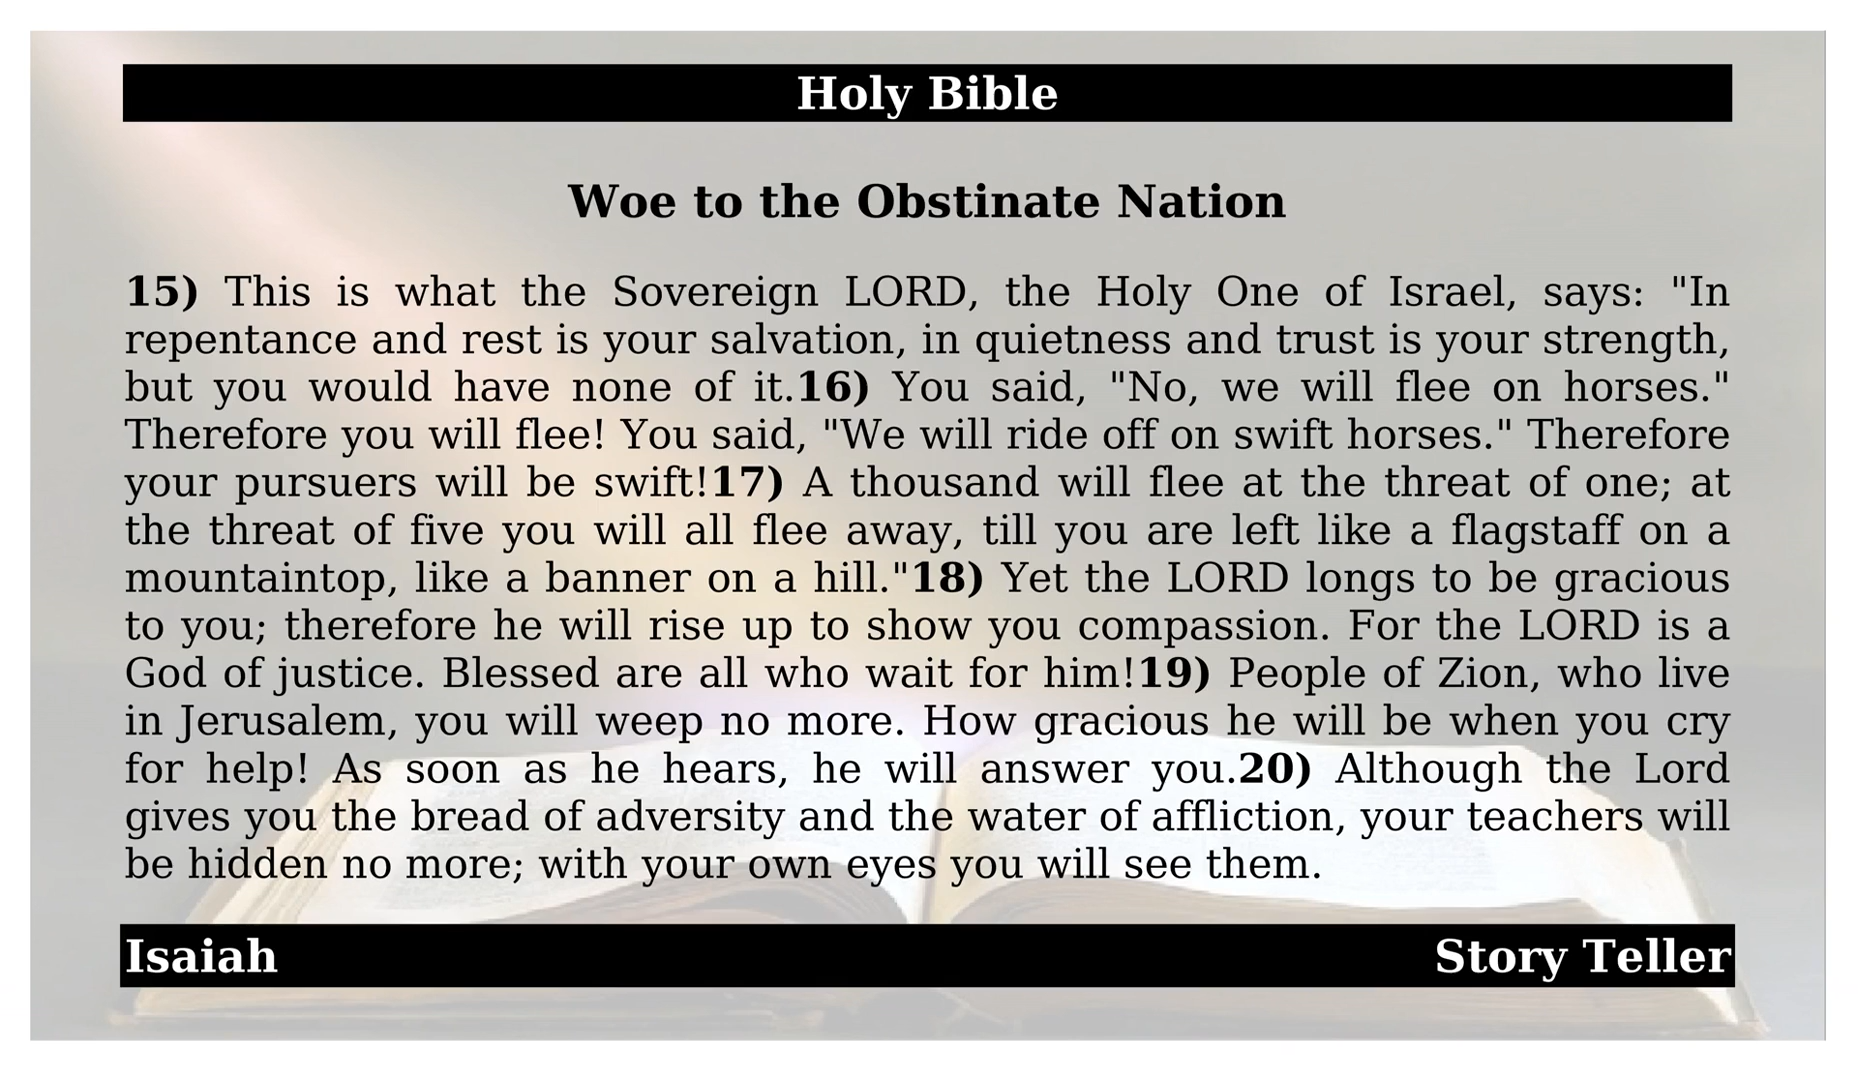 Holy Bible
Woe to the Obstinate Nation
15) This is what the Sovereign LORD, the Holy One of Israel, says: "In
repentance and rest is your salvation, in quietness and trust is your strength,
but you would have none of it.16) You said, "No, we will flee on horses."
Therefore you will flee! You said, "We will ride off on swift horses." Therefore
your pursuers will be swift!17) A thousand will flee at the threat of one; at
the threat of five you will all flee away, till you are left like a flagstaff on a
mountaintop, like a banner on a hill."18) Yet the LORD longs to be gracious
to you; therefore he will rise up to show you compassion. For the LORD is a
God of justice. Blessed are all who wait for him!19) People of Zion, who live
in Jerusalem, you will weep no more. How gracious he will be when you cry
for help! As soon as he hears, he will answer you.20) Although the Lord
gives you the bread of adversity and the water of affliction, your teachers will
be hidden no more; with your own eyes you will see them.
Isaiah Story Teller